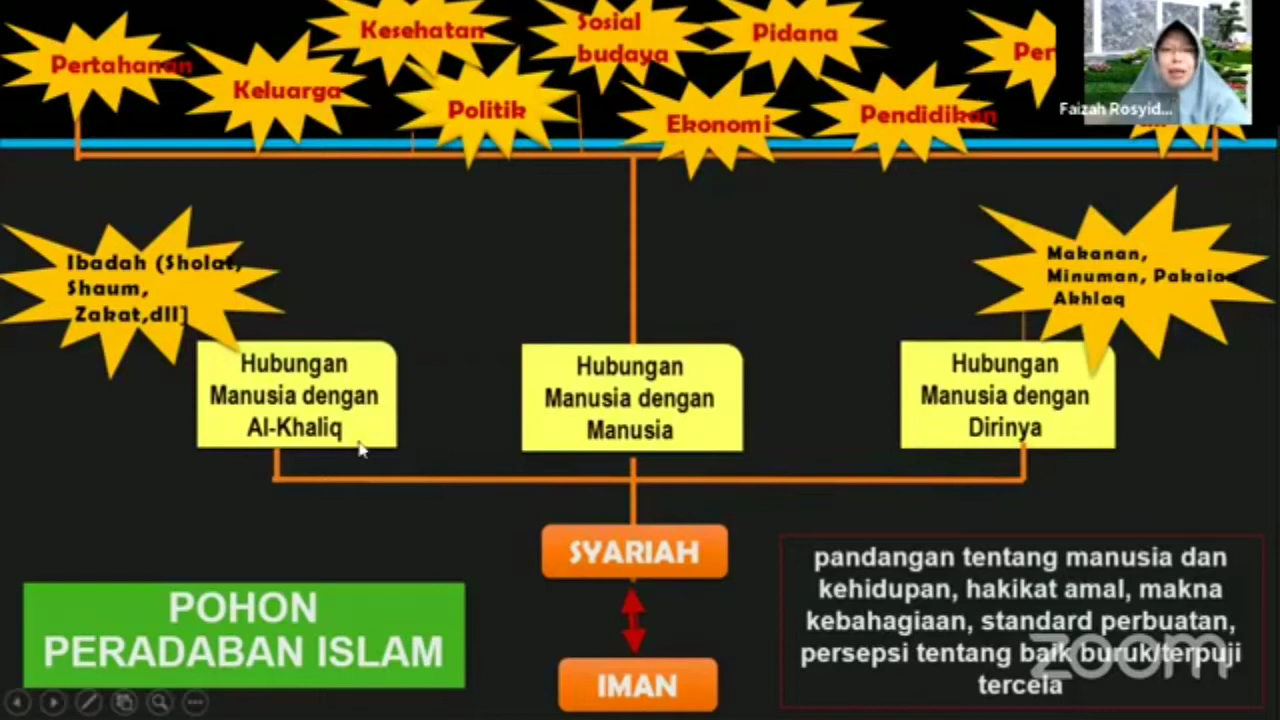 Kesehatan
Sosial
budaya
Pidana
Pertahanan
Keluarga
Politik
Ekonomi
Pendidikan
Faizah Rosyid...
Ibadah (Sholat,
Shaum,
Zakat,dll]
Makanan,
Minuman, Pakaian
Akhlaq
Hubungan
Manusia dengan
Al-Khaliq
Hubungan
Manusia dengan
Manusia
Hubungan
Manusia dengan
Dirinya
SYARIAH
IMAN
POHON
PERADABAN ISLAM
pandangan tentang manusia dan
kehidupan, hakikat amal, makna
kebahagiaan, standard perbuatan,
persepsi tentang baik buruk/terpuji
tercela
zoom